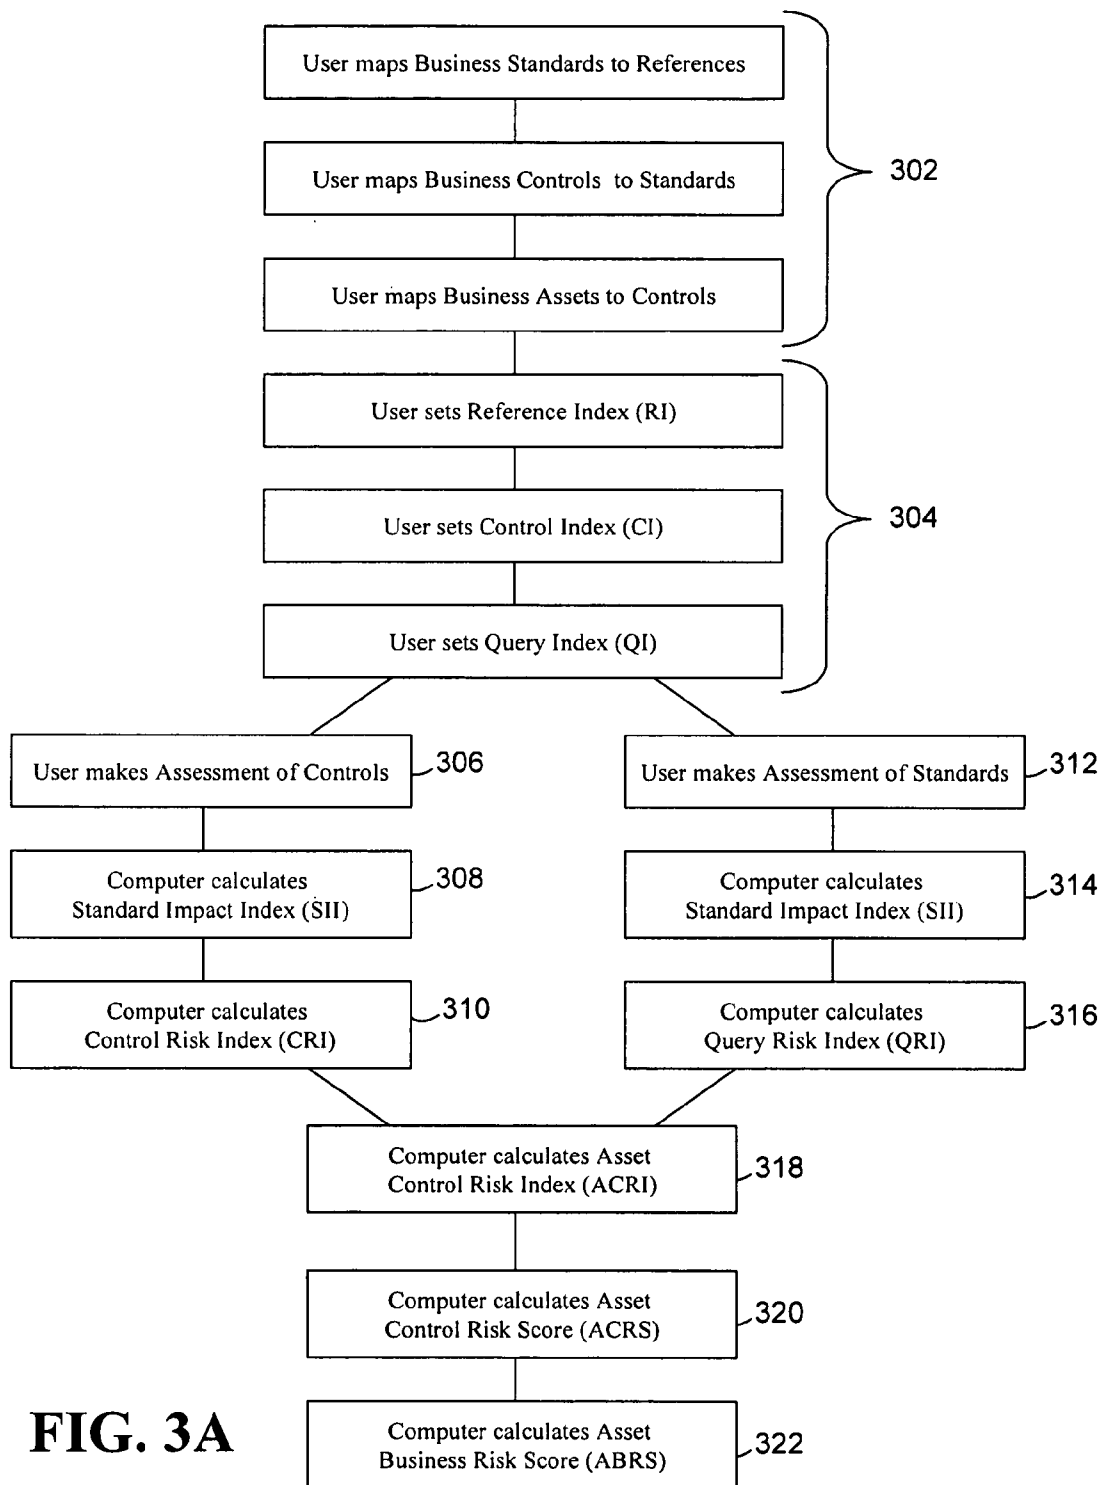 User maps Business Standards to References
User maps Business Controls to Standards
302
User maps Business Assets to Controls
User sets Reference Index (RI)
User sets Control Index (CI)
304
User sets Query Index (QI)
User makes Assessment of Controls
306
User makes Assessment of Standards
312
Computer calculates
Standard Impact Index (SII)
308
Computer calculates
Standard Impact Index (SII)
314
Computer calculates
Control Risk Index (CRI)
310
Computer calculates
Query Risk Index (QRI)
316
Computer calculates Asset
Control Risk Index (ACRI)
318
Computer calculates Asset
Control Risk Score (ACRS)
320
Computer calculates Asset
Business Risk Score (ABRS)
322
FIG. 3A